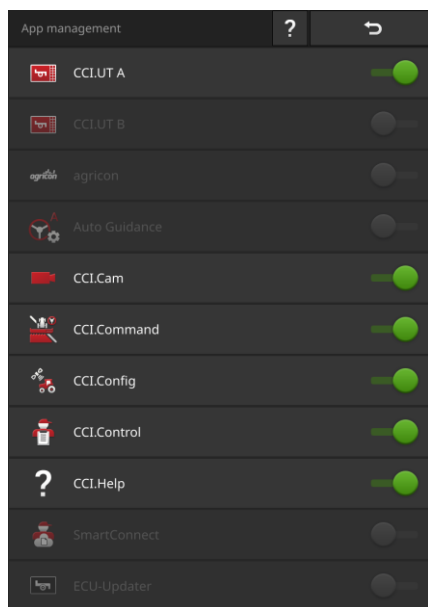 App management ?
CCI.UT A
CCI.UT B
agricon agricon
A
Auto Guidance
CCI.Cam
CCI.Command
CCI.Config
CCI.Control
? CCI.Help
SmartConnect
ECU-Updater